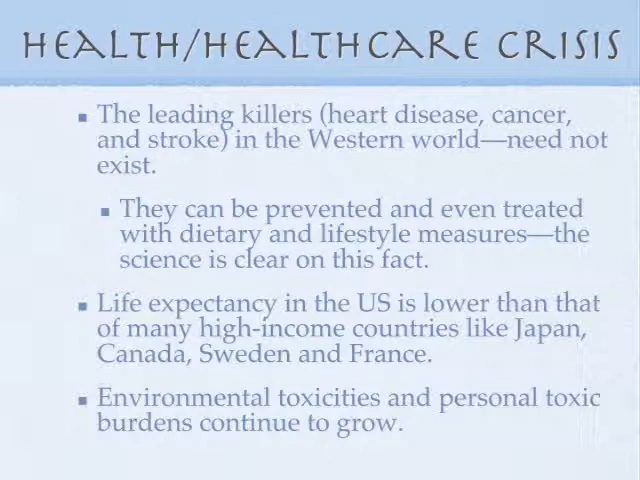 HEALTH/HEALTHCARE CRISIS
▪ The leading killers (heart disease, cancer,
and stroke) in the Western world—need not
exist.
▪ They can be prevented and even treated
with dietary and lifestyle measures—the
science is clear on this fact.
▪ Life expectancy in the US is lower than that
of many high-income countries like Japan,
Canada, Sweden and France.
▪ Environmental toxicities and personal toxic
burdens continue to grow.